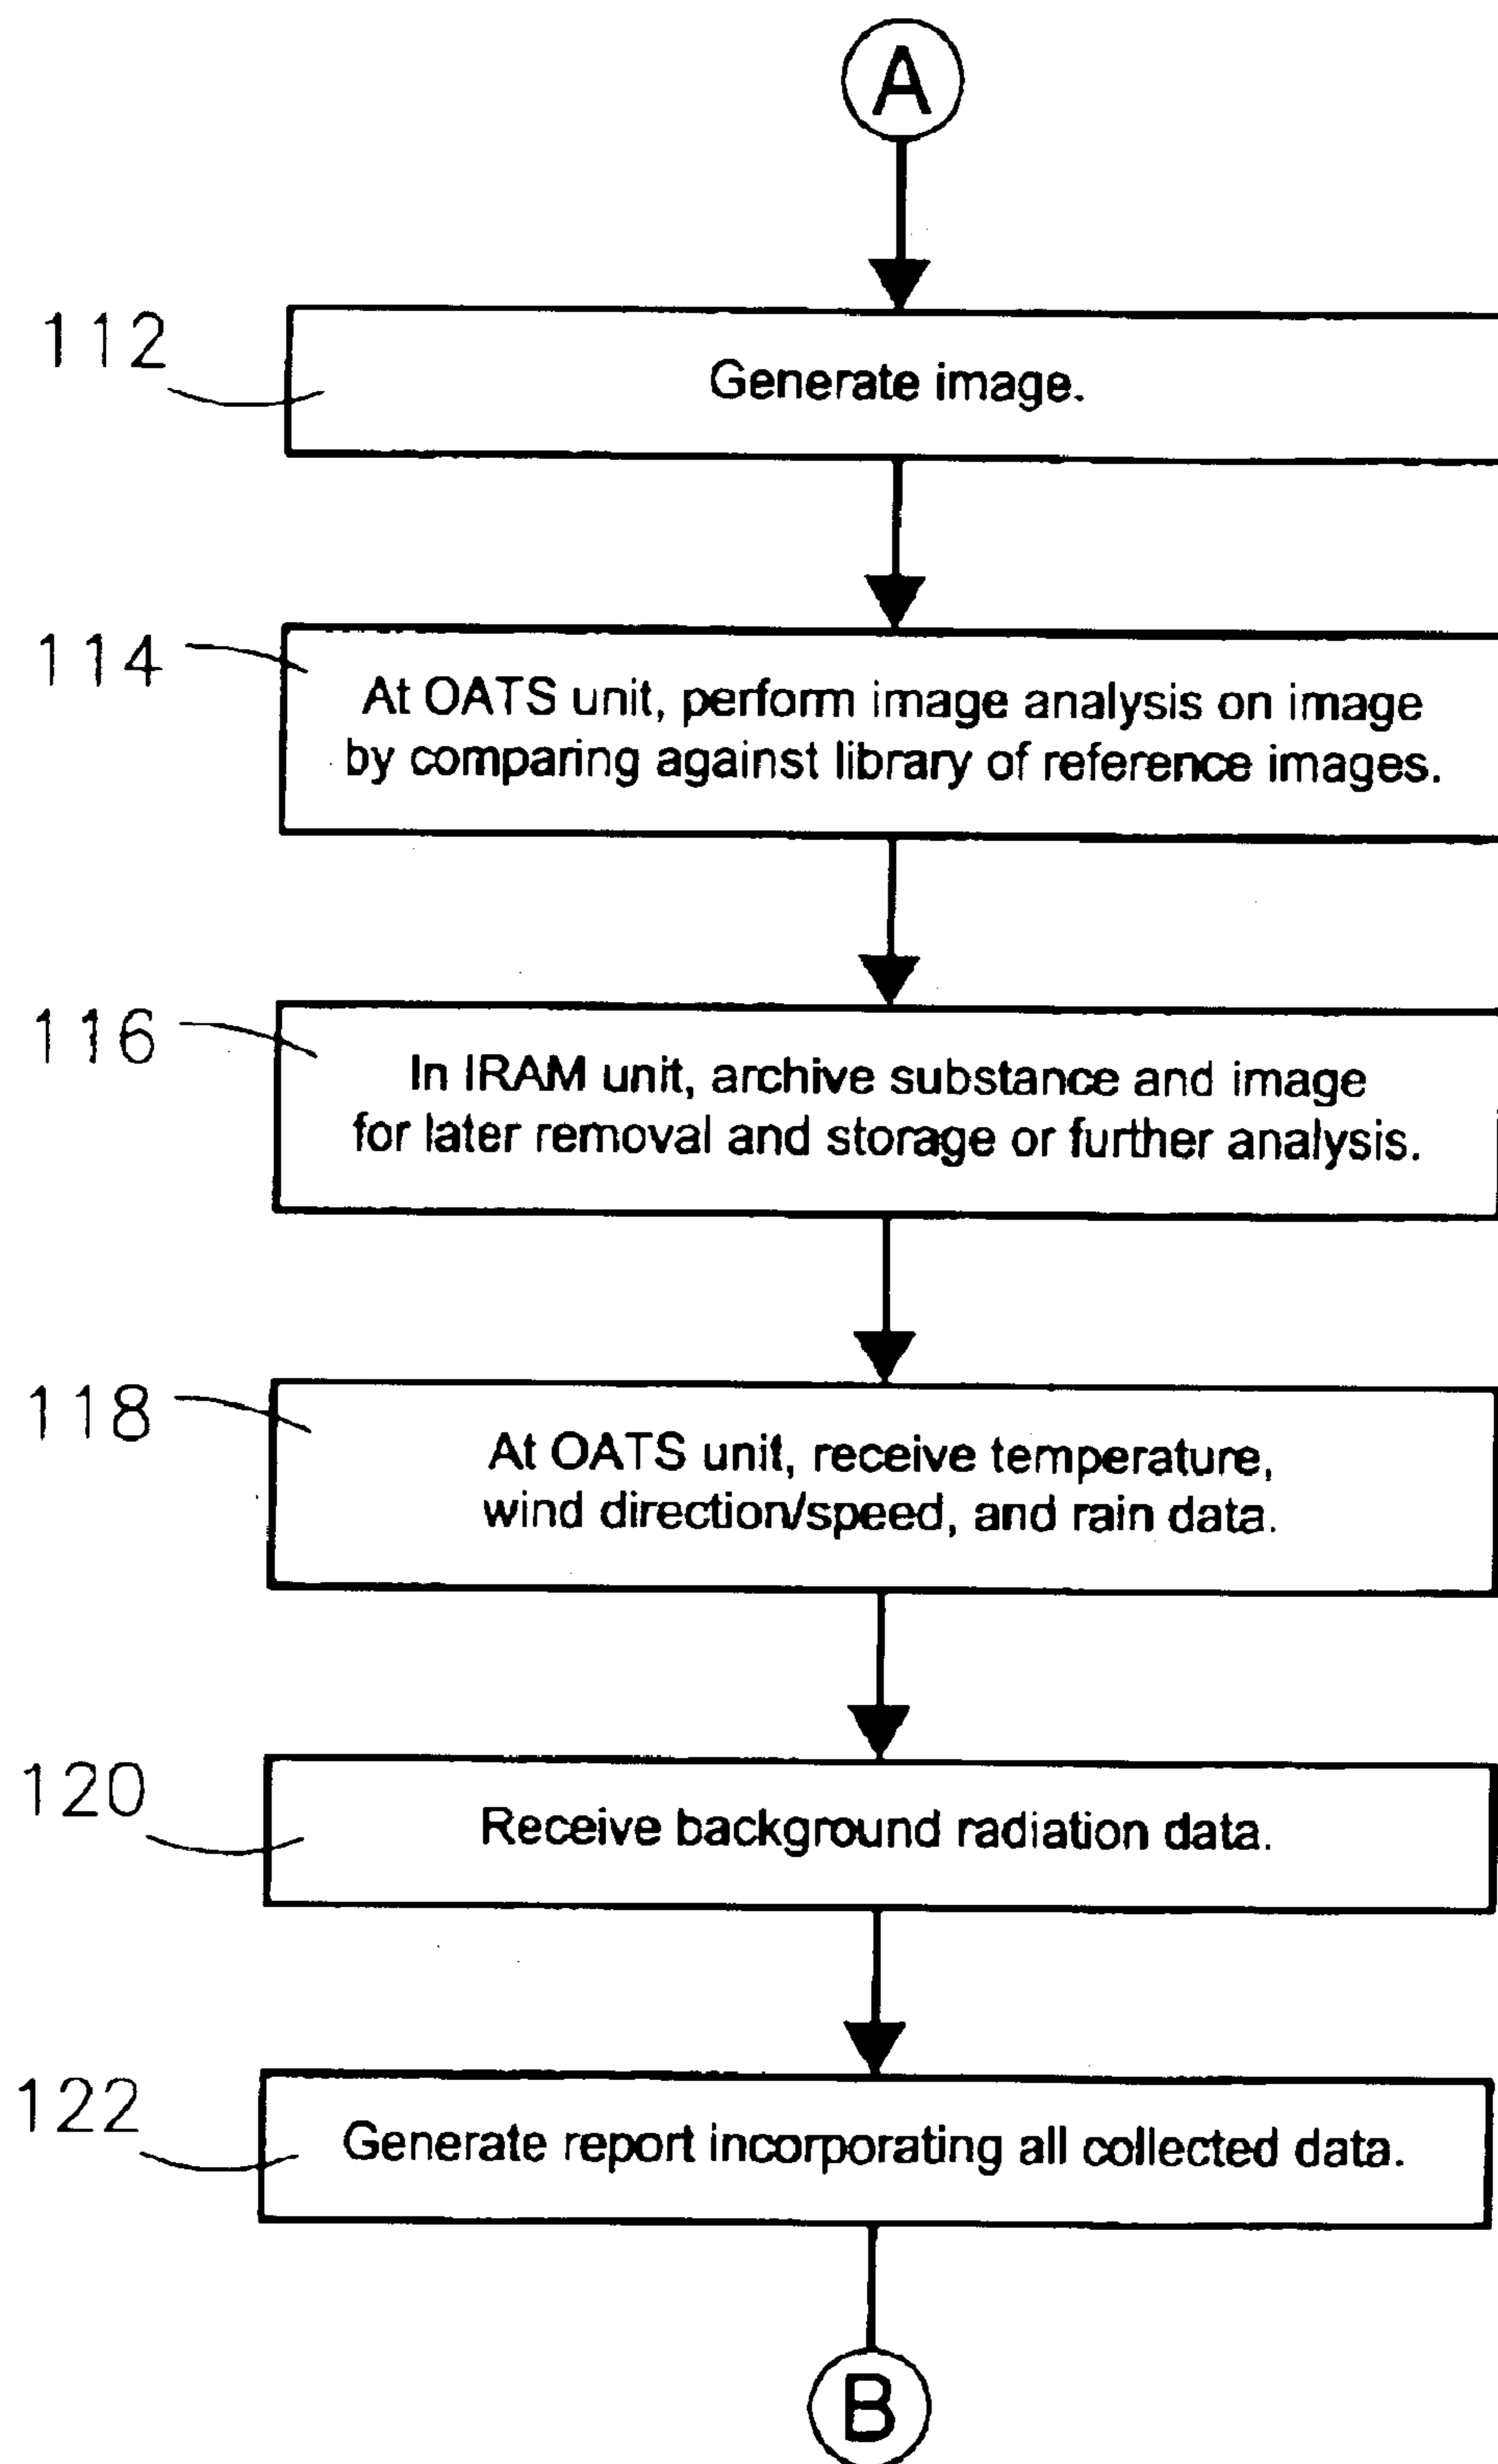 A
112
Generate image.
114
At OATS unit, perform image analysis on image
by comparing against library of reference images.
116
In IRAM unit, archive substance and image
for later removal and storage or further analysis.
118
At OATS unit, receive temperature,
wind direction/speed, and rain data.
120
Receive background radiation data.
122
Generate report incorporating all collected data.
B